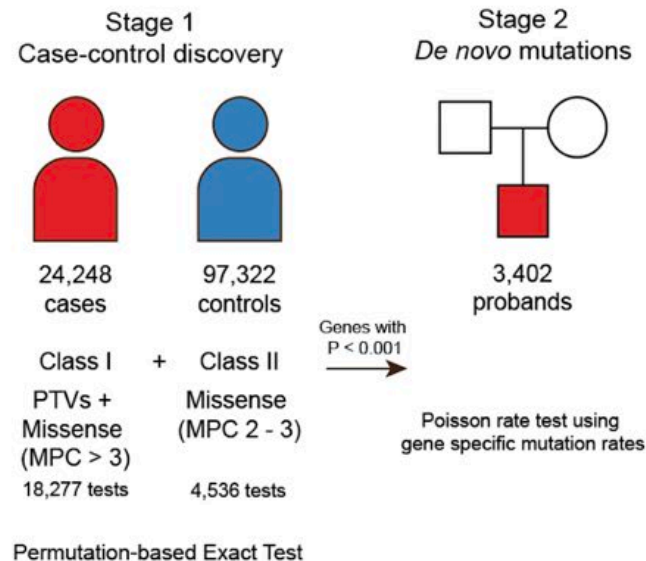 Stage 1
Case-control discovery
24,248
cases
97,322
controls
Class I
+
Class II
PTVs +
Missense
(MPC > 3)
18,277 tests
Missense
(MPC 2 - 3)
4,536 tests
Permutation-based Exact Test
Genes with
P < 0.001
Stage 2
De novo mutations
3,402
probands
Poisson rate test using
gene specific mutation rates